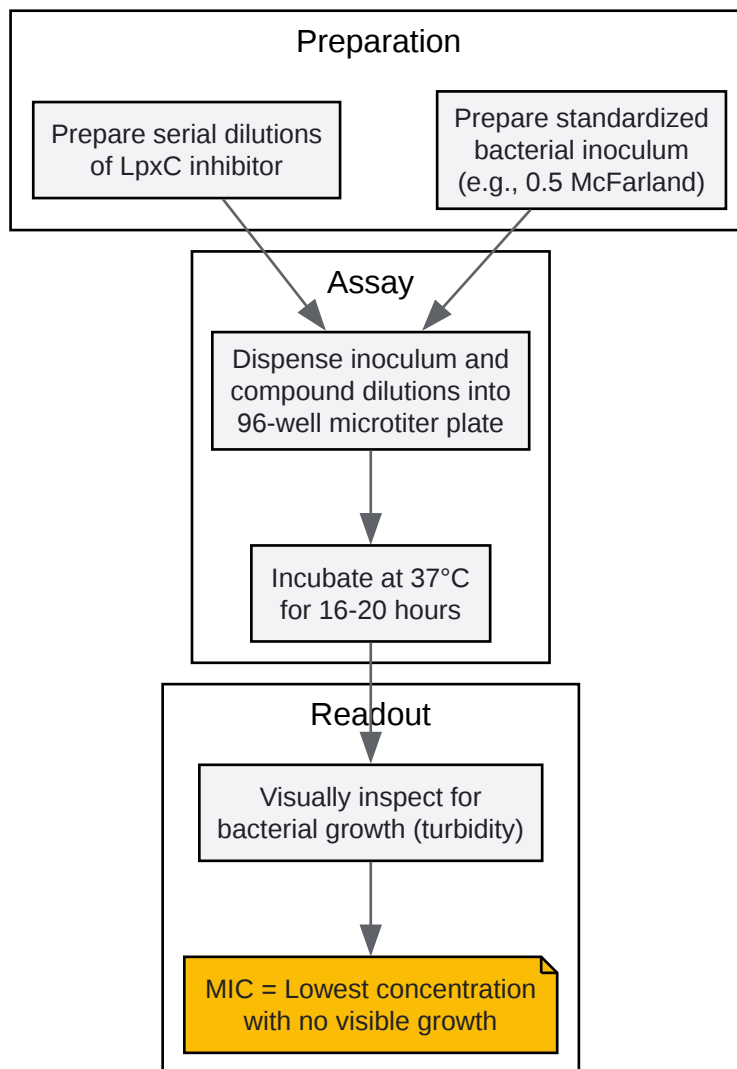 Preparation
Prepare serial dilutions
of LpxC inhibitor
Prepare standardized
bacterial inoculum
(e.g., 0.5 McFarland)
Assay
Dispense inoculum and
compound dilutions into
96-well microtiter plate
Incubate at 37°C
for 16-20 hours
Readout
Visually inspect for
bacterial growth (turbidity)
MIC = Lowest concentration
with no visible growth